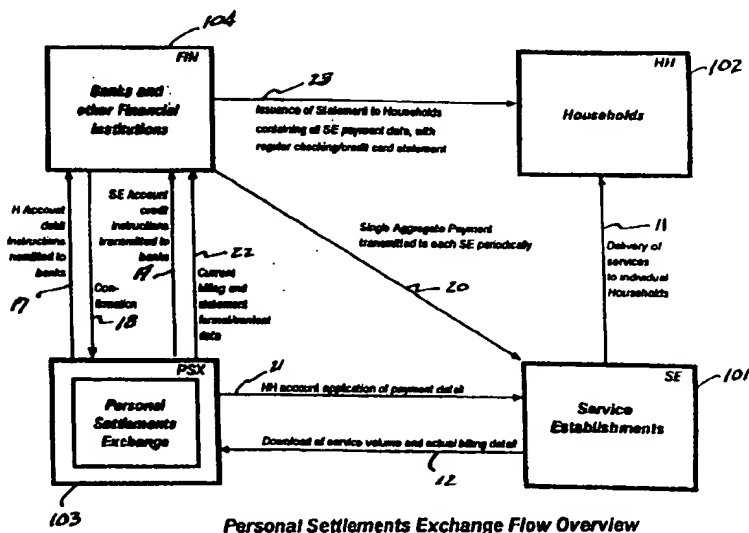 104
FIN
Banks and
other Financial
Institutions
23
Issuance of Statement to Households
containing all SE payment data, with
regular checking/credit card statement
HH
102
Households
H Account
debit
instructions
remitted to
banks
17
Con-
firmation
18
SE Account
credit
instructions
transmitted to
banks
19
22
Current
billing and
statement
format/content
data
Single Aggregate Payment
transmitted to each SE periodically
20
11
Delivery of
services
to individual
Households
PSX
Personal
Settlements
Exchange
103
21
HH account application of payment detail
Download of service volume and actual billing detail
12
SE
101
Service
Establishments
Personal Settlements Exchange Flow Overview